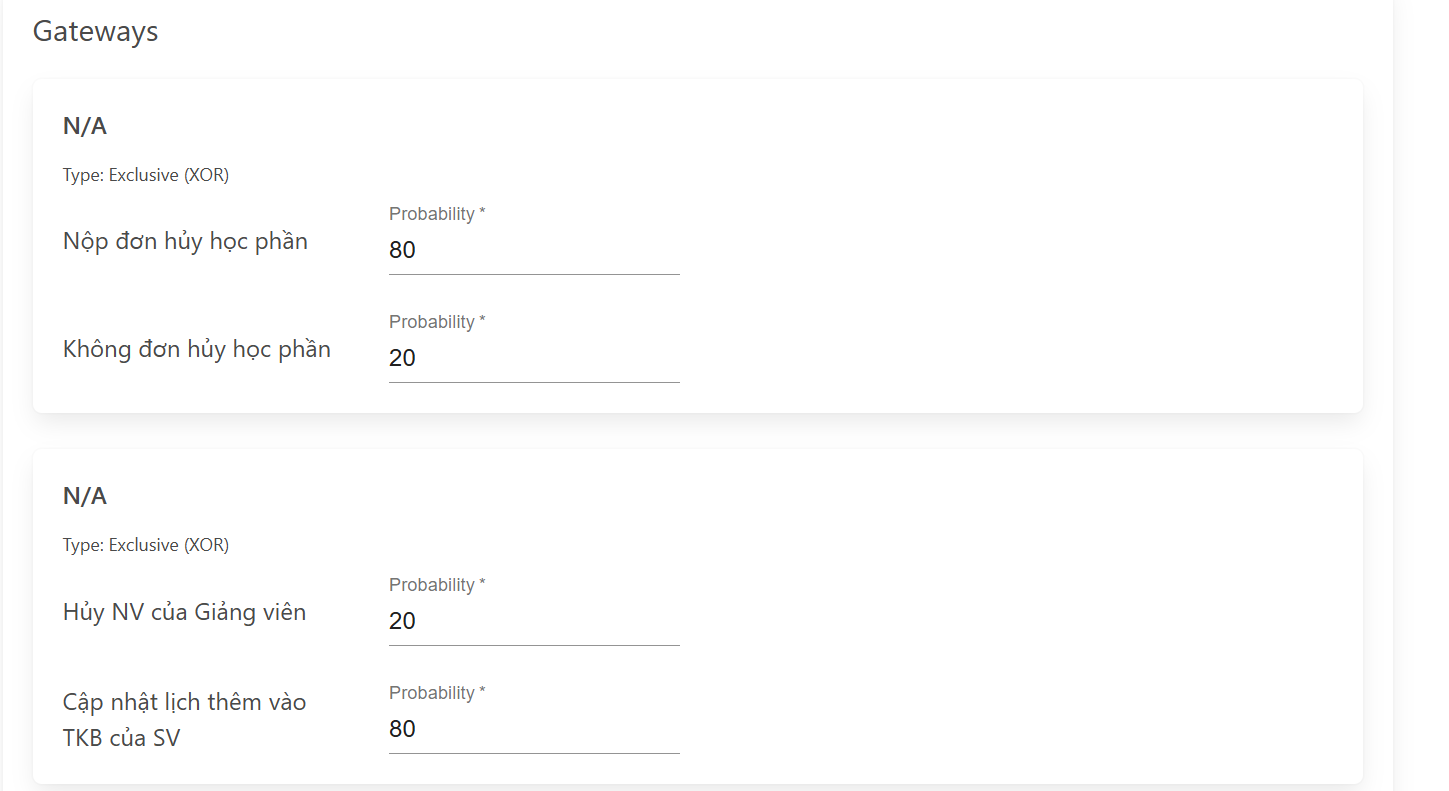 Gateways
N/A
Type: Exclusive (XOR)
Probability *
Nộp đơn hủy học phần
80
Probability *
Không đơn hủy học phần
20
N/A
Type: Exclusive (XOR)
Probability *
Hủy NV của Giảng viên
20
Cập nhật lịch thêm vào
TKB của SV
Probability *
80